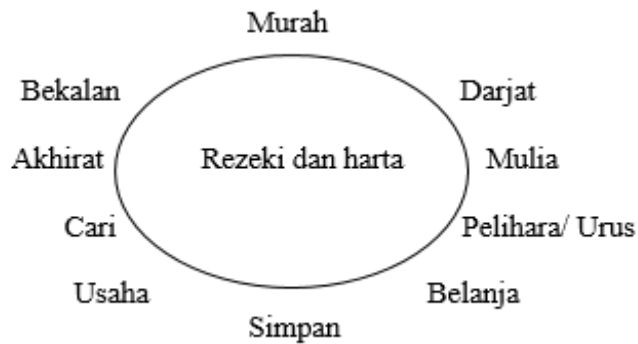 Murah
Bekalan
Darjat
Akhirat
Rezeki dan harta
Mulia
Cari
Pelihara/ Urus
Usaha
Belanja
Simpan